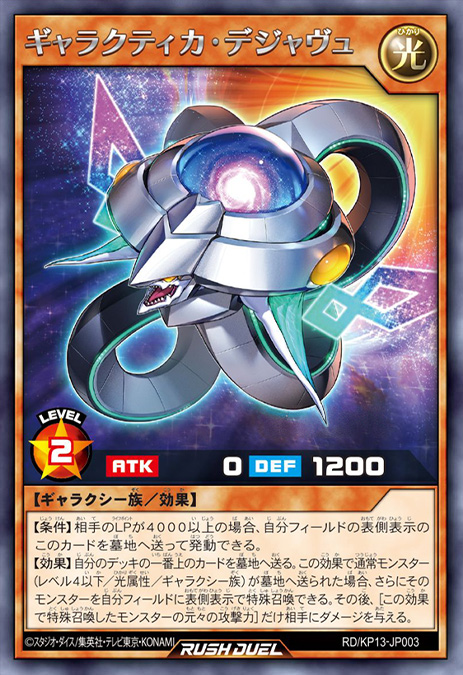 ギャラクティカ・デジャヴュ
ひかり
光
LEVEL
2
ATK 0 DEF 1200
【ギャラクシー族／効果】
【条件】相手のLPが4000以上の場合、自分フィールドの表側表示の
このカードを墓地へ送って発動できる。
【効果】自分のデッキの一番上のカードを墓地へ送る。この効果で通常モンスター
(レベル4以下／光属性／ギャラクシー族)が墓地へ送られた場合、さらにその
モンスターを自分フィールドに表側表示で特殊召喚できる。その後、[この効果
で特殊召喚したモンスターの元々の攻撃力]だけ相手にダメージを与える。
©スタジオ・ダイス/集英社・テレビ東京・KONAMI
RUSH DUEL
RD/KP13-JP003